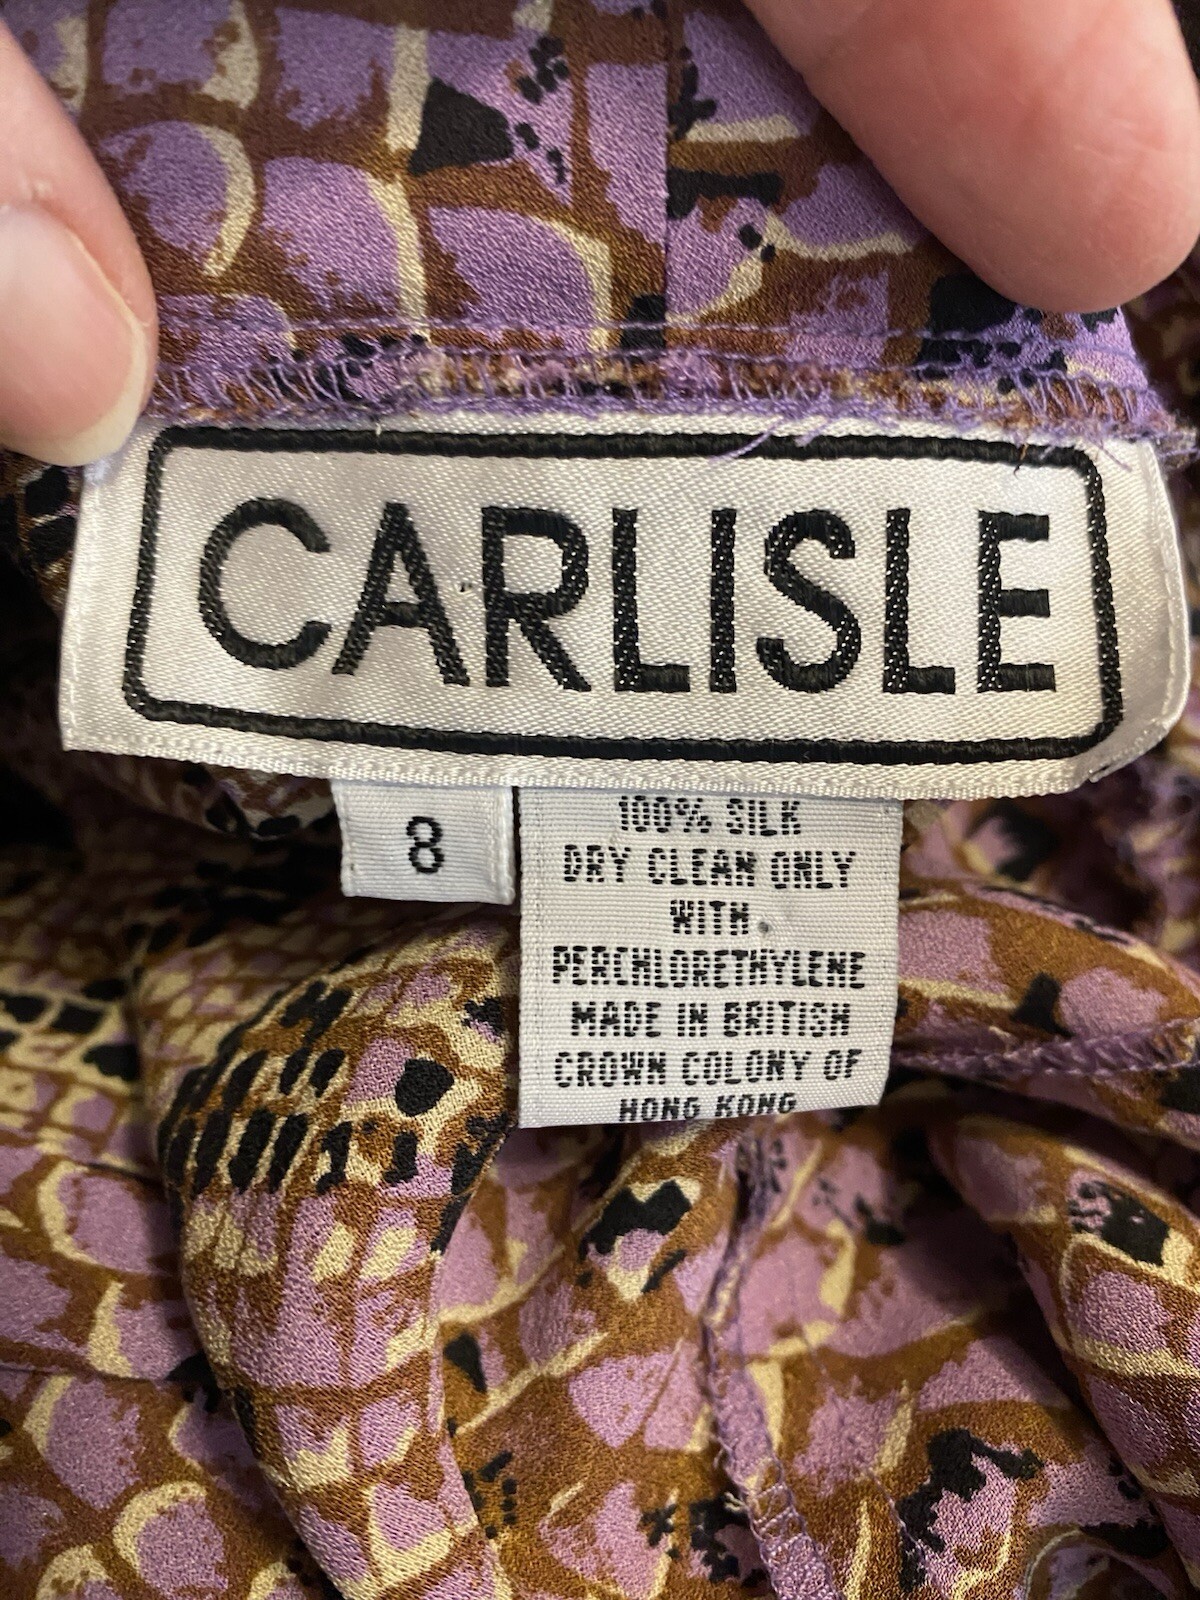 CARLISLE
8
100% SILK
DRY CLEAN ONLY
WITH
PERCHLORETHYLENE
MADE IN BRITISH
CROWN COLONY OF
HONG KONG